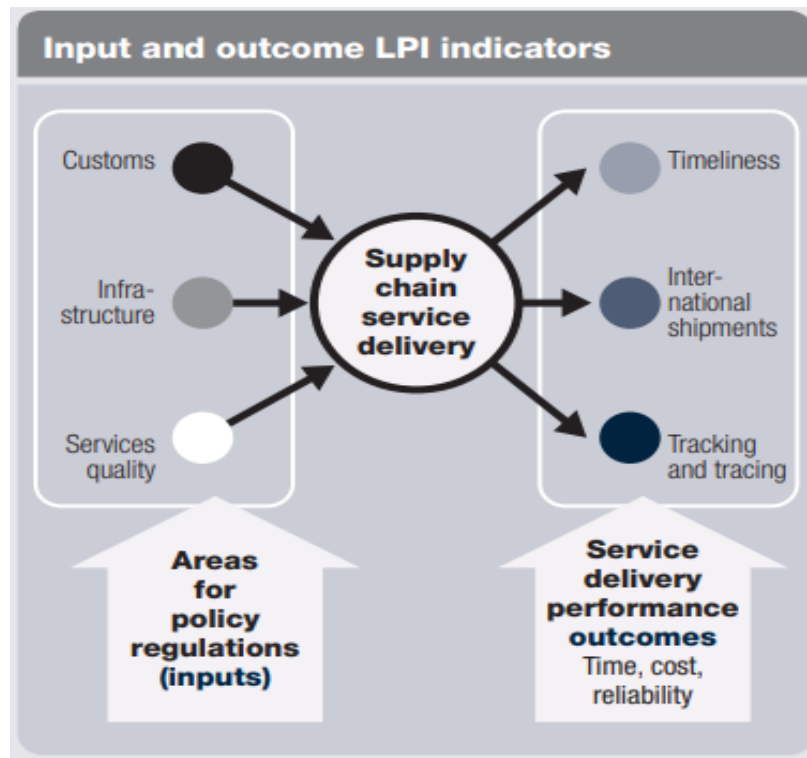 Input and outcome LPI indicators
Customs
Infra-
structure
Services
quality
Supply
chain
service
delivery
Timeliness
Inter-
national
shipments
Tracking
and tracing
Areas
for
policy
regulations
(inputs)
Service
delivery
performance
outcomes
Time, cost,
reliability